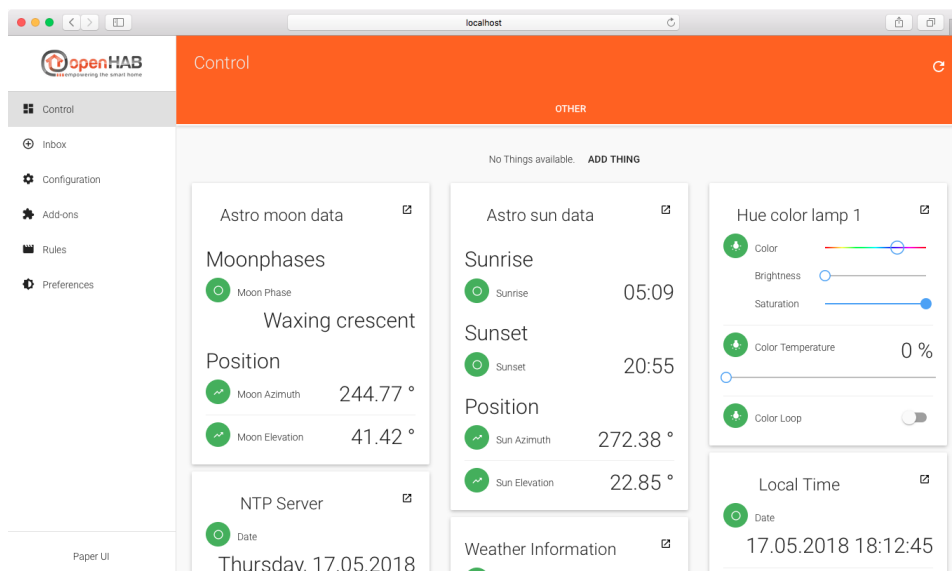 localhost
openHAB
empowering the smart home
Control
OTHER
Control
Inbox
Configuration
Add-ons
Rules
Preferences
Paper UI
No Things available. ADD THING
Astro moon data
Moonphases
Moon Phase
Waxing crescent
Position
Moon Azimuth 244.77 °
Moon Elevation 41.42 °
NTP Server
Date
Thursday, 17.05.2018
Astro sun data
Sunrise
Sunrise 05:09
Sunset
Sunset 20:55
Position
Sun Azimuth 272.38 °
Sun Elevation 22.85 °
Weather Information
Hue color lamp 1
Color
Brightness
Saturation
Color Temperature 0 %
Color Loop
Local Time
Date
17.05.2018 18:12:45